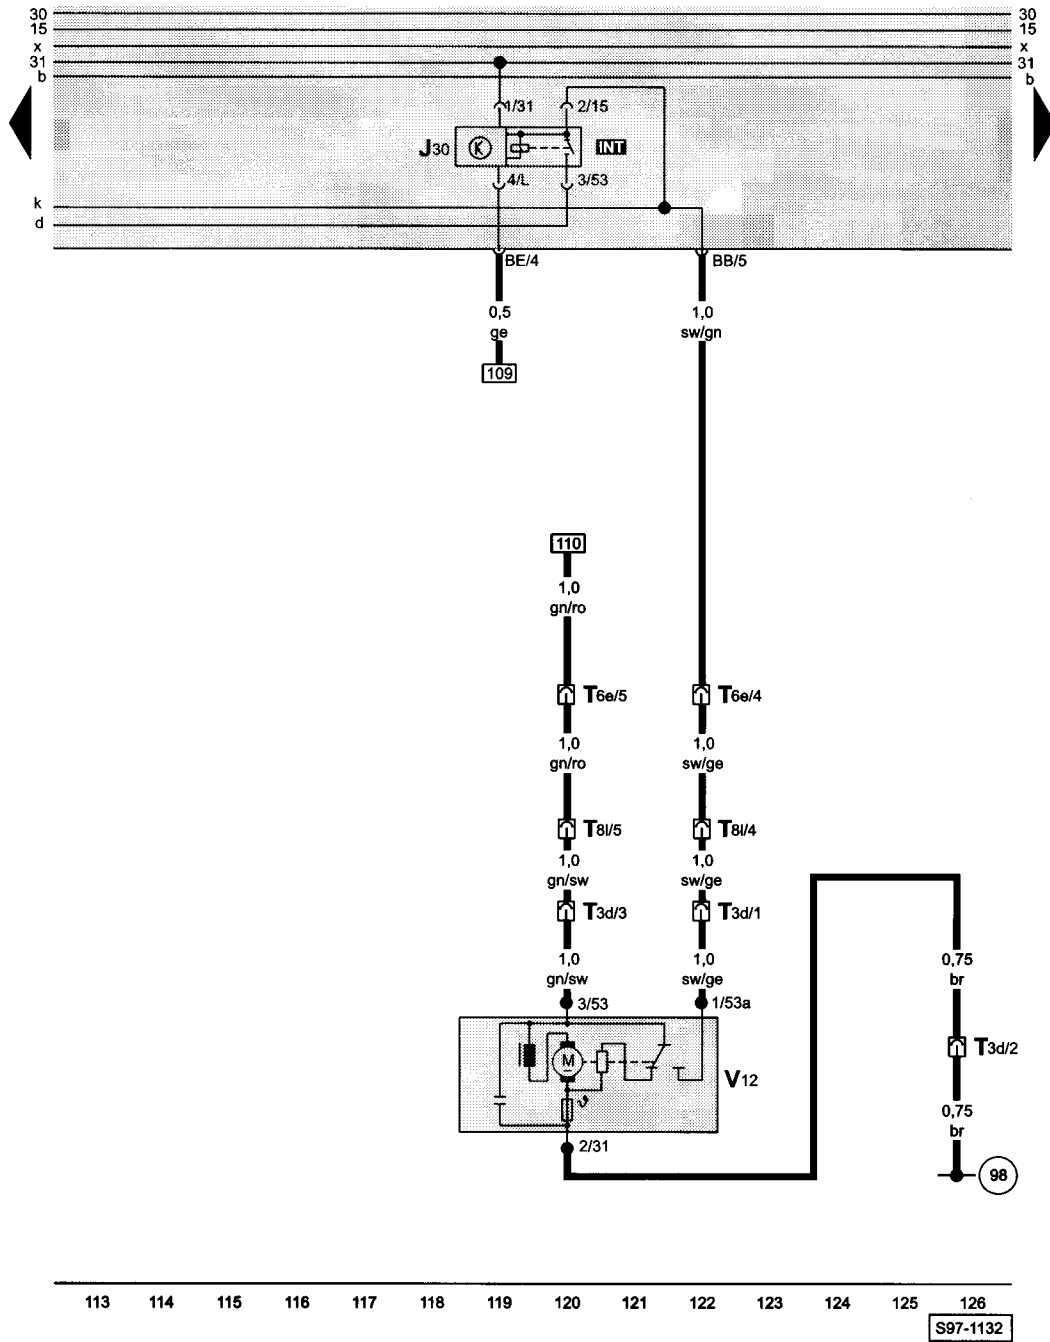 30 30
15 15
x x
31 31
b b
1/31 2/15
J30 K INT
4/L 3/53
k
d
BE/4 BB/5
0,5 1,0
ge sw/gn
109
110
1,0
gn/ro
T6e/5 T6e/4
1,0 1,0
gn/ro sw/ge
T8l/5 T8l/4
1,0 1,0
gn/sw sw/ge
T3d/3 T3d/1
1,0 1,0 0,75
gn/sw sw/ge br
3/53 1/53a
T3d/2
M
V12
ϑ
0,75
br
2/31
98
113 114 115 116 117 118 119 120 121 122 123 124 125 126
S97-1132